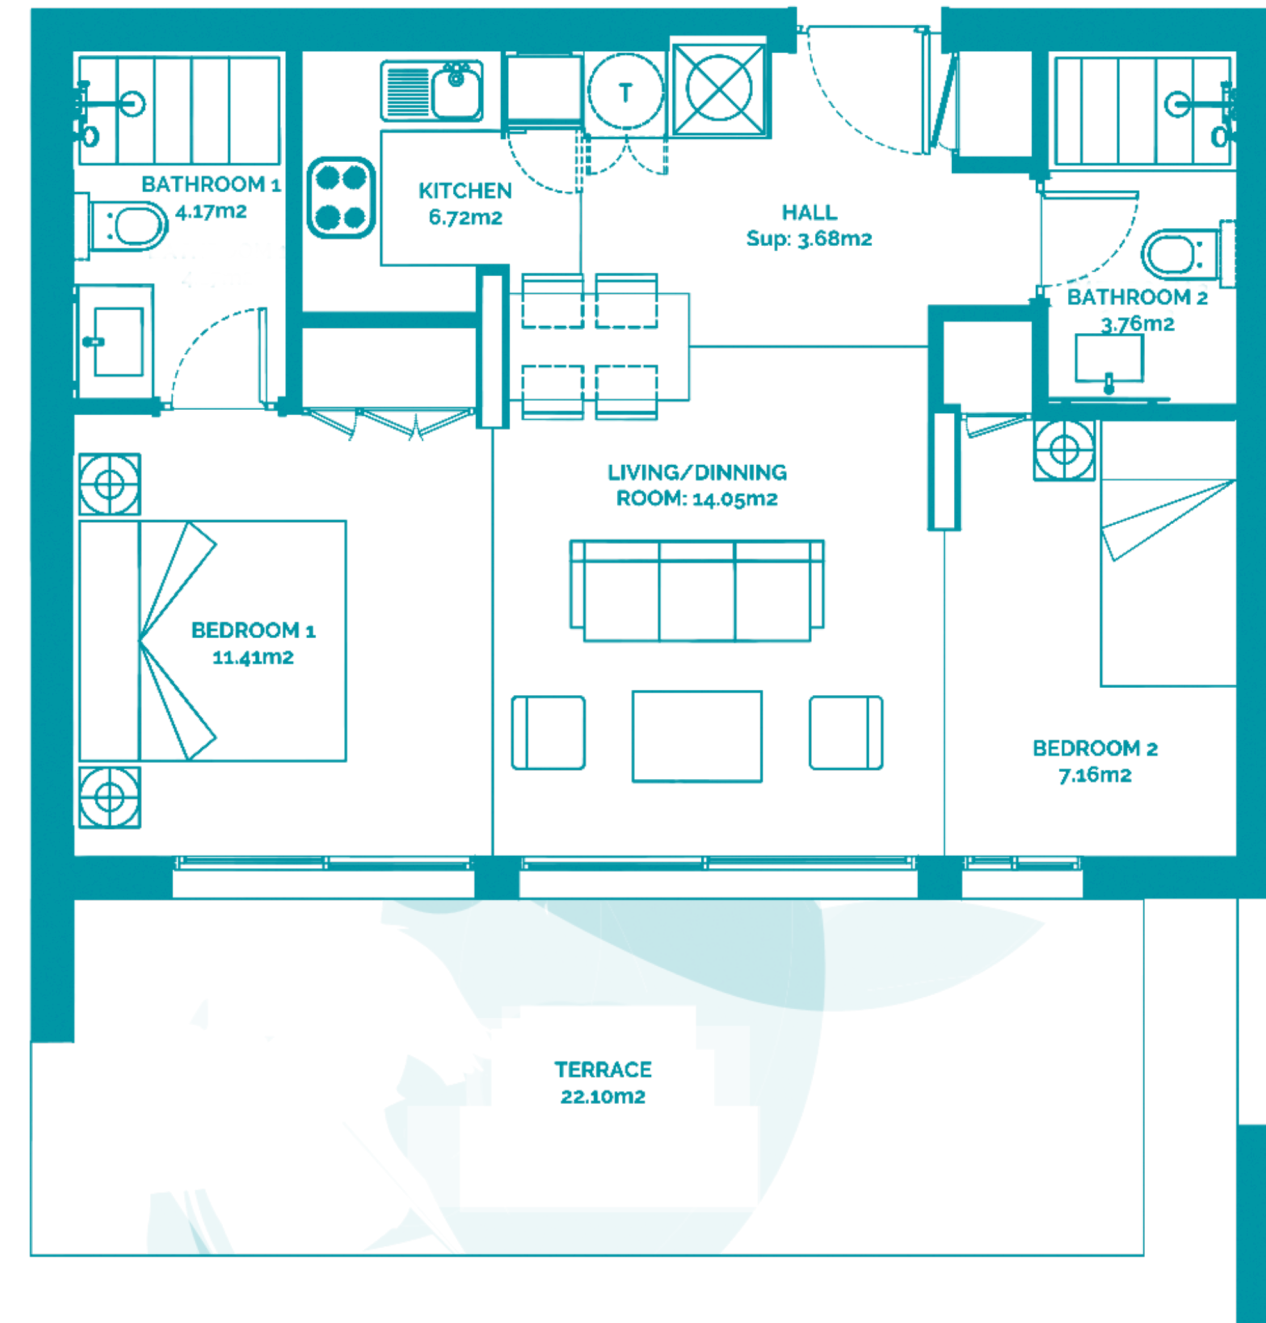 BATHROOM 1
4.17m2
KITCHEN
6.72m2
T
HALL
Sup: 3.68m2
BATHROOM 2
3.76m2
LIVING/DINNING
ROOM: 14.05m2
BEDROOM 1
11.41m2
BEDROOM 2
7.16m2
TERRACE
22.10m2